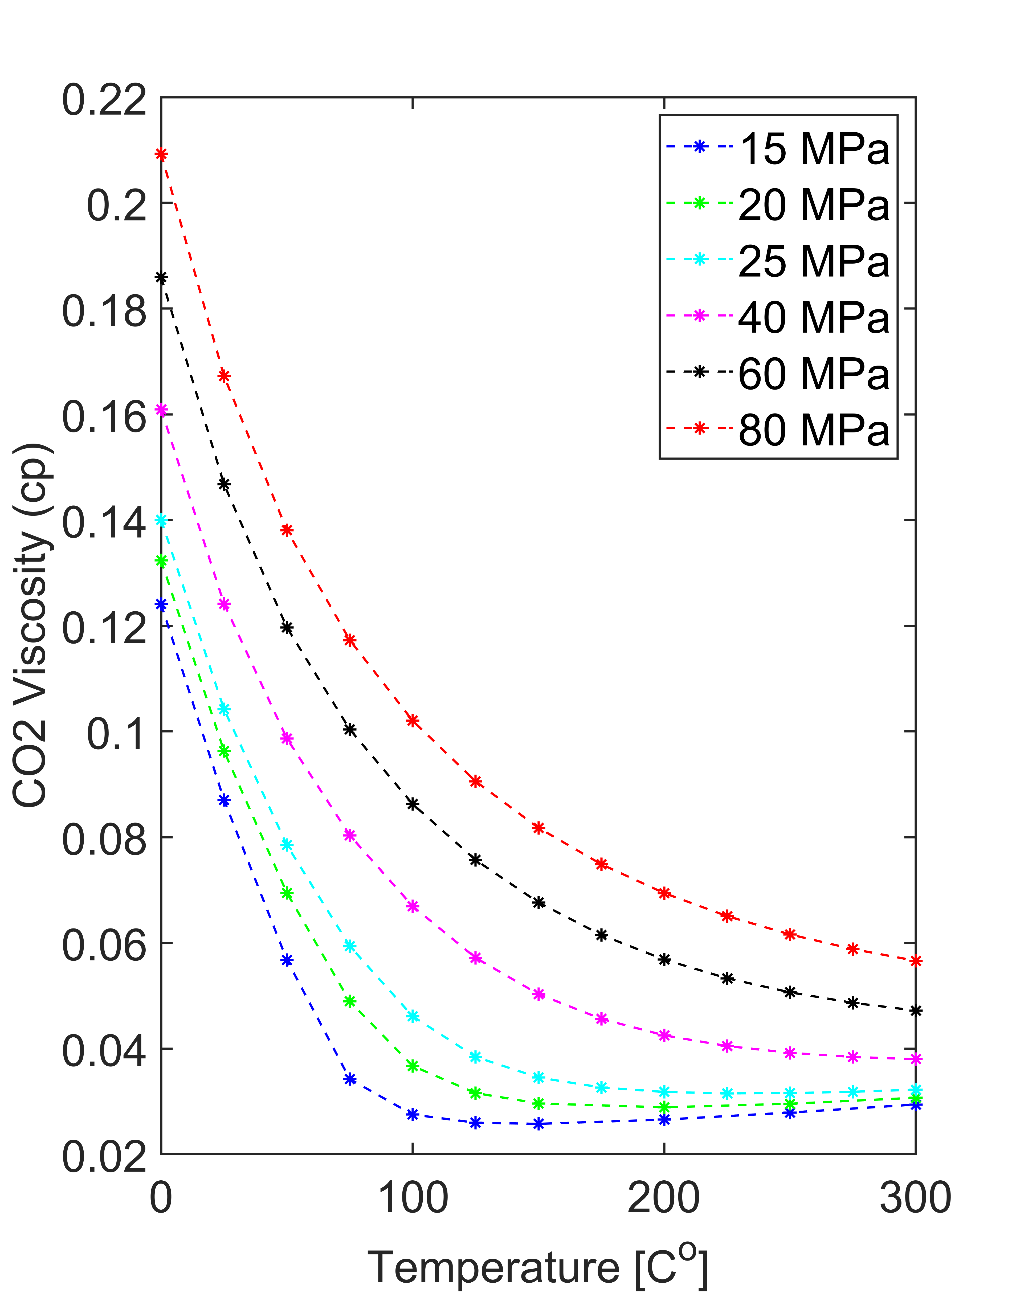 0.22
0.2
0.18
0.16
0.14
0.12
0.1
0.08
0.06
0.04
0.02
CO2 Viscosity (cp)
15 MPa
20 MPa
25 MPa
40 MPa
60 MPa
80 MPa
0 100 200 300
Temperature [C^o]